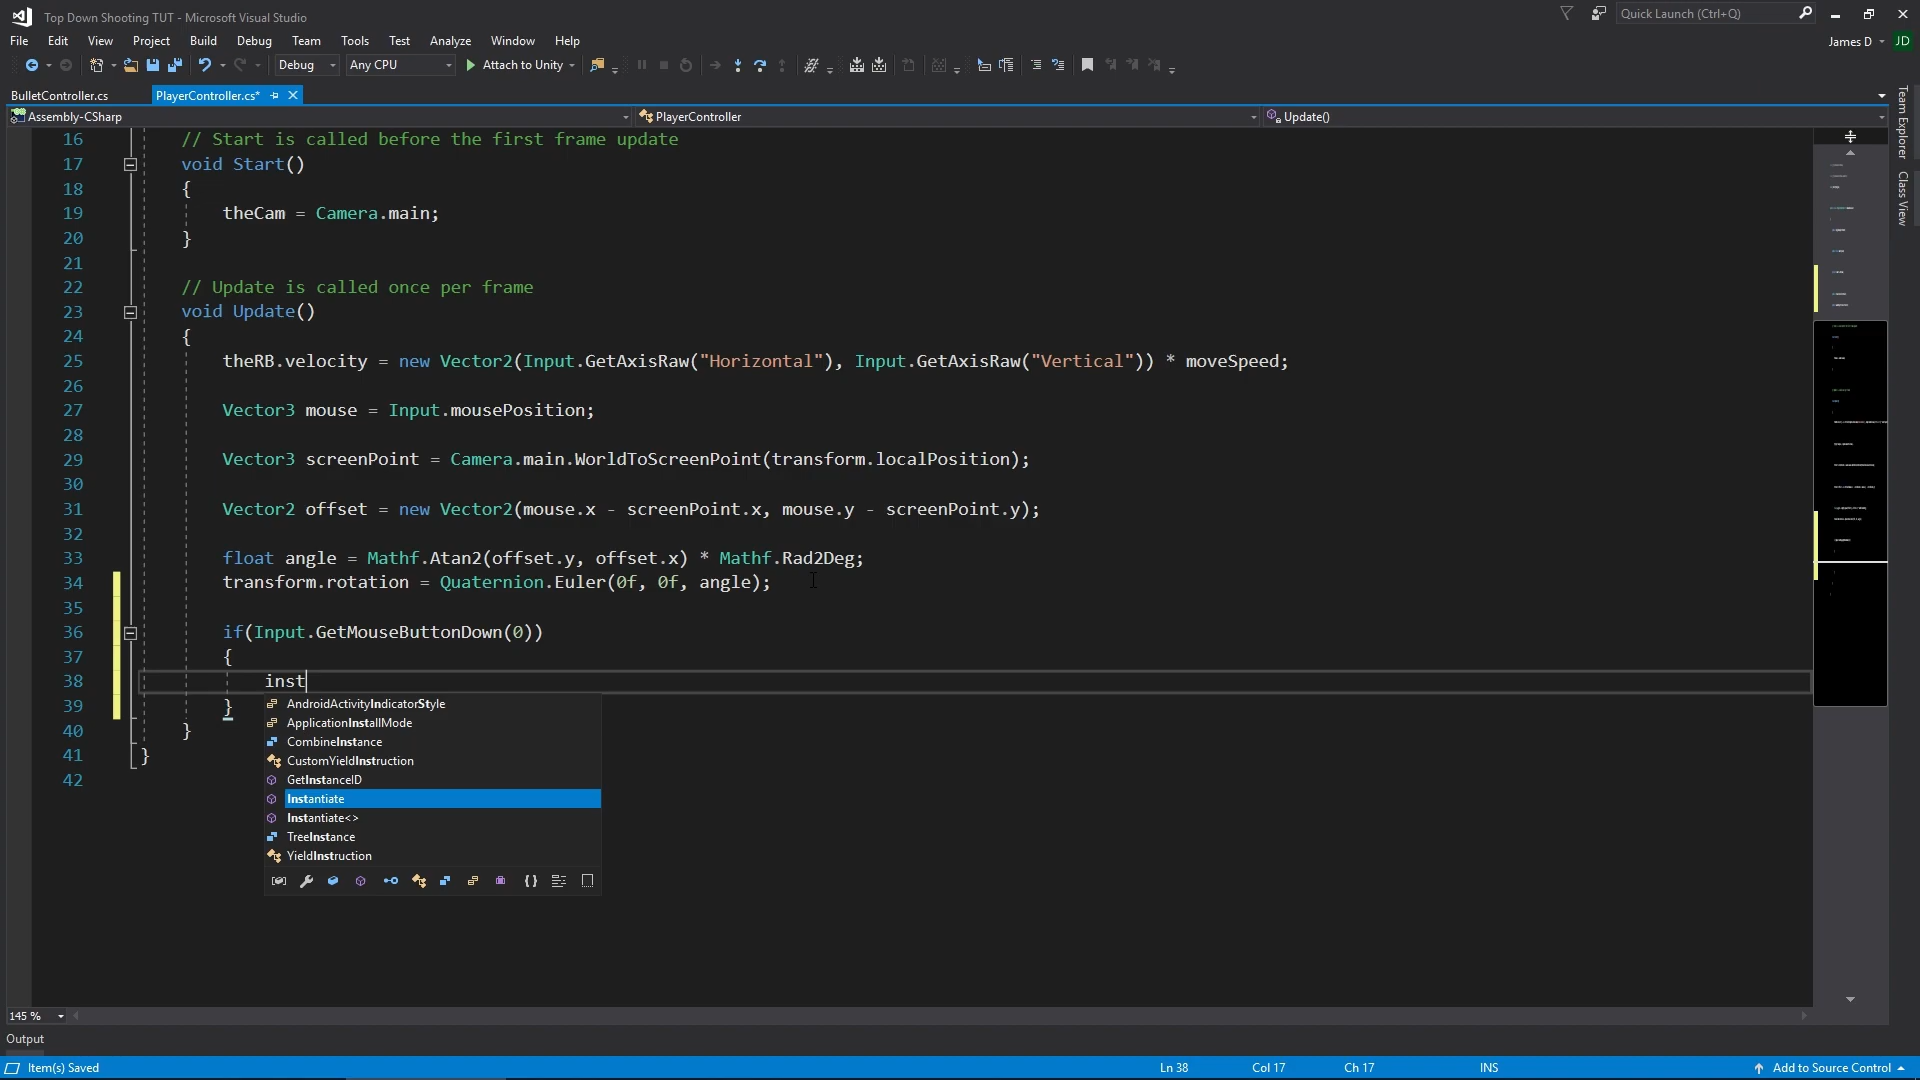 Top Down Shooting TUT - Microsoft Visual Studio
Quick Launch (Ctrl+Q)
File Edit View Project Build Debug Team Tools Test Analyze Window Help
James D JD
Debug Any CPU Attach to Unity
BulletController.cs PlayerController.cs*
Assembly-CSharp PlayerController Update()
Team Explorer
Class View
16 // Start is called before the first frame update
17 void Start()
18 {
19 theCam = Camera.main;
20 }
21
22 // Update is called once per frame
23 void Update()
24 {
25 theRB.velocity = new Vector2(Input.GetAxisRaw("Horizontal"), Input.GetAxisRaw("Vertical")) * moveSpeed;
26
27 Vector3 mouse = Input.mousePosition;
28
29 Vector3 screenPoint = Camera.main.WorldToScreenPoint(transform.localPosition);
30
31 Vector2 offset = new Vector2(mouse.x - screenPoint.x, mouse.y - screenPoint.y);
32
33 float angle = Mathf.Atan2(offset.y, offset.x) * Mathf.Rad2Deg;
34 transform.rotation = Quaternion.Euler(0f, 0f, angle);
35
36 if(Input.GetMouseButtonDown(0))
37 {
38 inst
39 }
40 }
41 }
42
AndroidActivityIndicatorStyle
ApplicationInstallMode
CombineInstance
CustomYieldInstruction
GetInstanceID
Instantiate
Instantiate<>
TreeInstance
YieldInstruction
145 %
Output
Item(s) Saved Ln 38 Col 17 Ch 17 INS Add to Source Control